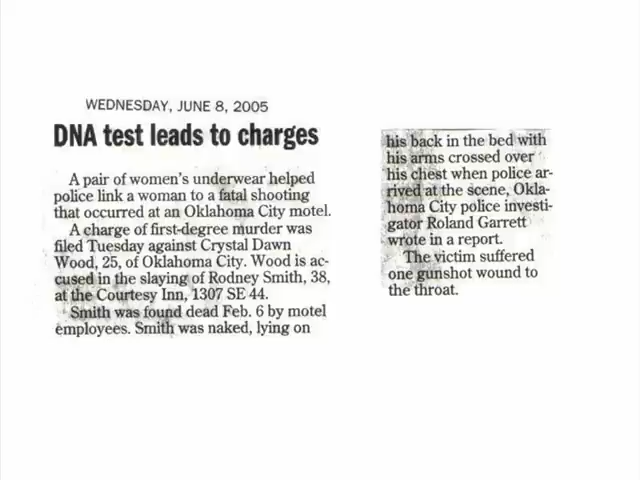 WEDNESDAY, JUNE 8, 2005
DNA test leads to charges
A pair of women's underwear helped
police link a woman to a fatal shooting
that occurred at an Oklahoma City motel.
A charge of first-degree murder was
filed Tuesday against Crystal Dawn
Wood, 25, of Oklahoma City. Wood is ac-
cused in the slaying of Rodney Smith, 38,
at the Courtesy Inn, 1307 SE 44.
Smith was found dead Feb. 6 by motel
employees. Smith was naked, lying on
his back in the bed with
his arms crossed over
his chest when police ar-
rived at the scene, Okla-
homa City police investi-
gator Roland Garrett
wrote in a report.
The victim suffered
one gunshot wound to
the throat.